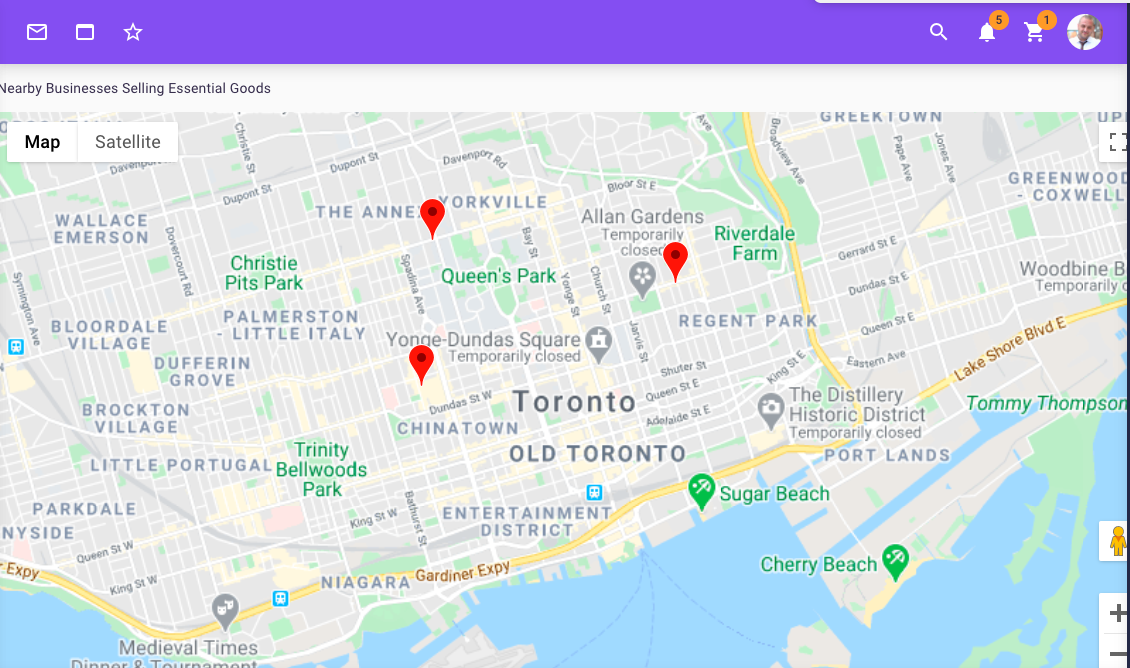 5
1
Nearby Businesses Selling Essential Goods
Map
Satellite
GREEKTOWN
Christie St
Dupont St
Davenport Rd
Ave
Broadview Ave
Pape Ave
Jones Ave
Dupont St
Bloor St E
GREENWOOD
- COXWELL
THE ANNEX
YORKVILLE
WALLACE
EMERSON
Allan Gardens
Temporarily
closed
Riverdale
Farm
Dovercourt Rd
Bay St
Gerrard St E
Christie
Pits Park
Spadina Ave
Queen's Park
Yonge St
Church St
Woodbine B
Temporarily c
Dundas St E
Symington Ave
PALMERSTON
- LITTLE ITALY
BLOORDALE
VILLAGE
REGENT PARK
Queen St E
Jarvis St
Yonge-Dundas Square
Temporarily closed
Lake Shore Blvd E
DUFFERIN
GROVE
Eastern Ave
Shuter St
King St E
Queen St E
Dundas St W
Toronto
Adelaide St E
The Distillery
Historic District
Temporarily closed
Tommy Thompson
BROCKTON
VILLAGE
CHINATOWN
OLD TORONTO
PORT LANDS
LITTLE PORTUGAL
Trinity
Bellwoods
Park
Sugar Beach
Bathurst St
PARKDALE
King St W
ENTERTAINMENT
DISTRICT
NYSIDE
Queen St W
Cherry Beach
Expy
King St W
NIAGARA
Gardiner Expy
Medieval Times
Dinner & Tournament